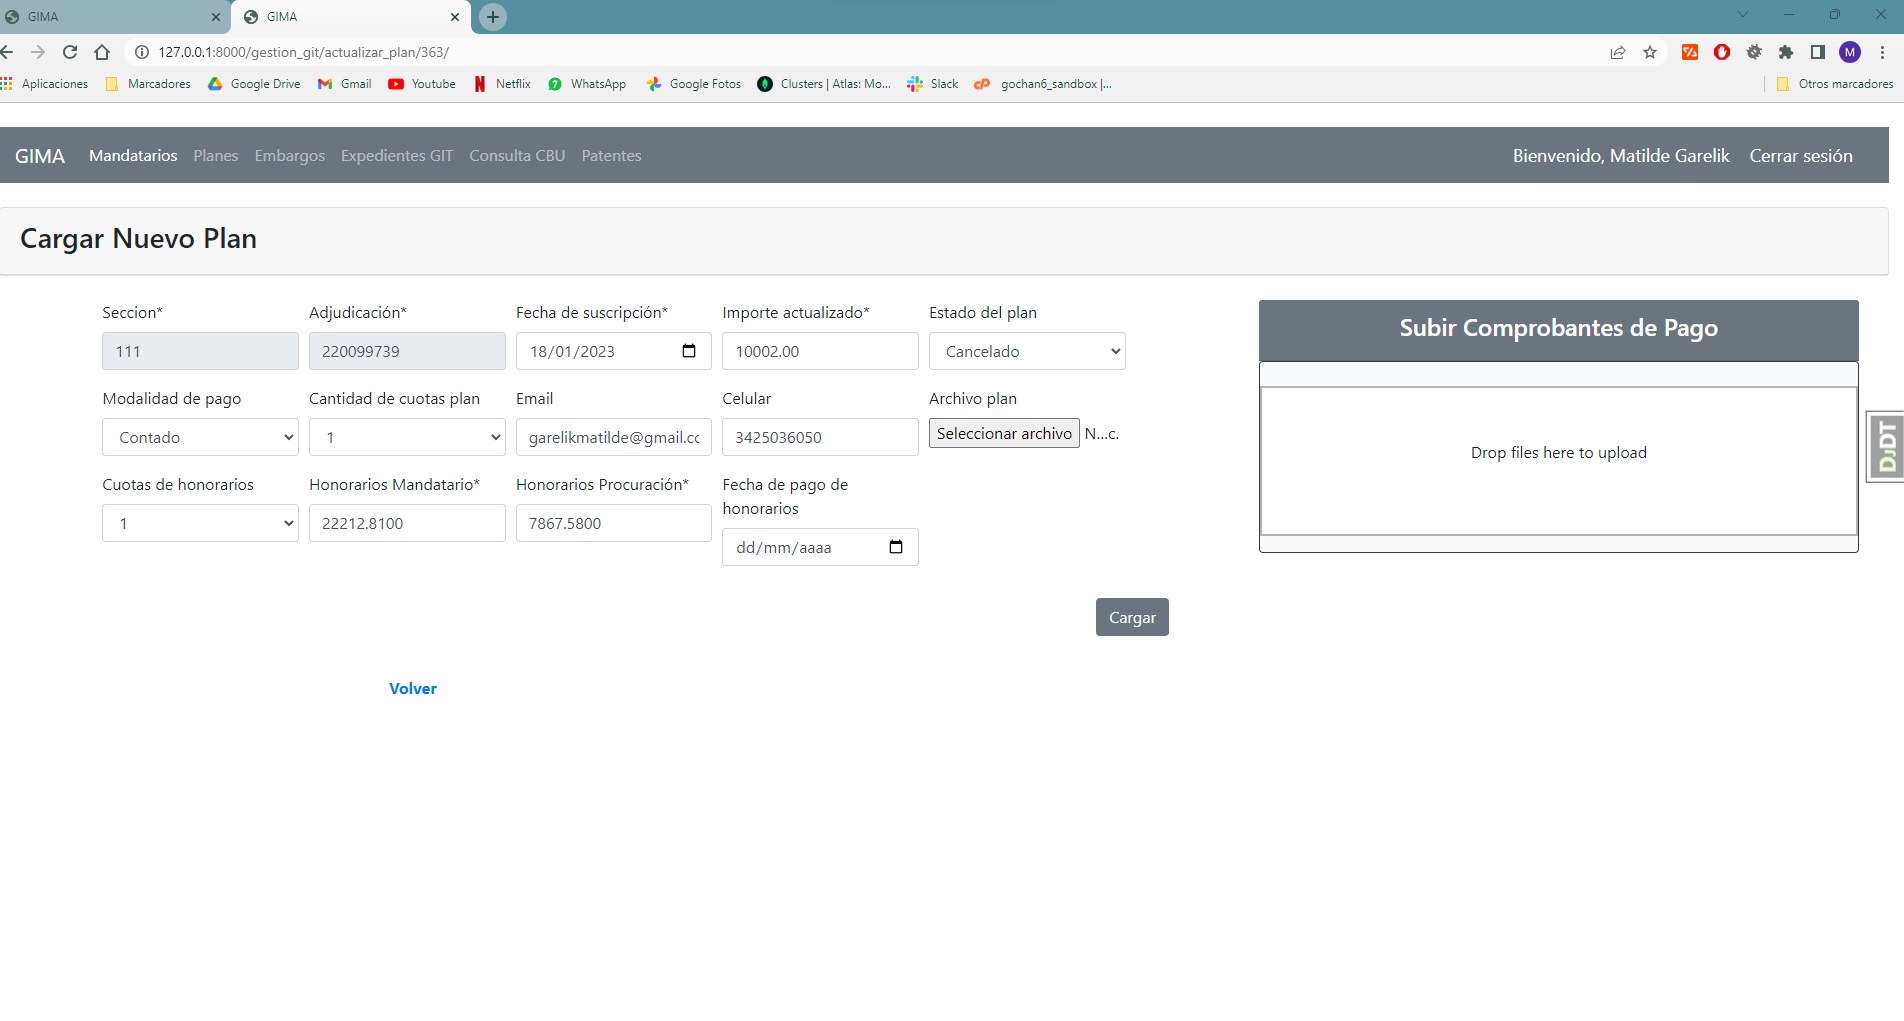 GIMA
GIMA
127.0.0.1:8000/gestion_git/actualizar_plan/363/
M
Aplicaciones Marcadores Google Drive Gmail Youtube Netflix WhatsApp Google Fotos Clusters | Atlas: Mo... Slack gochan6_sandbox |... Otros marcadores
GIMA Mandatarios Planes Embargos Expedientes GIT Consulta CBU Patentes Bienvenido, Matilde Garelik Cerrar sesión
Cargar Nuevo Plan
Seccion* Adjudicación* Fecha de suscripción* Importe actualizado* Estado del plan
111 220099739 18/01/2023 10002.00 Cancelado
Modalidad de pago Cantidad de cuotas plan Email Celular Archivo plan
Contado 1 garelikmatilde@gmail.cc 3425036050 Seleccionar archivo N...c.
Cuotas de honorarios Honorarios Mandatario* Honorarios Procuración* Fecha de pago de honorarios
1 22212.8100 7867.5800 dd/mm/aaaa
Cargar
Volver
Subir Comprobantes de Pago
Drop files here to upload
DJDT